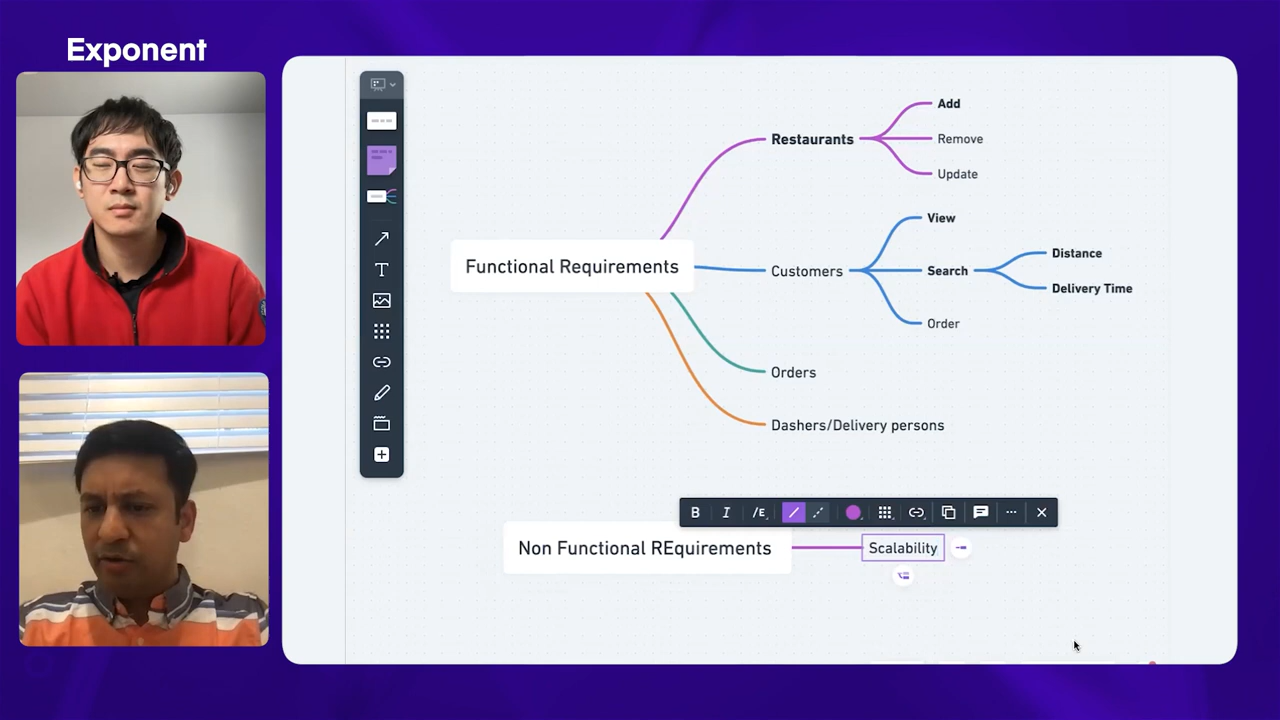 Exponent
Add
Restaurants
Remove
Update
View
Functional Requirements
Customers
Search
Distance
Delivery Time
Order
Orders
Dashers/Delivery persons
B I /E
Non Functional REquirements
Scalability
T